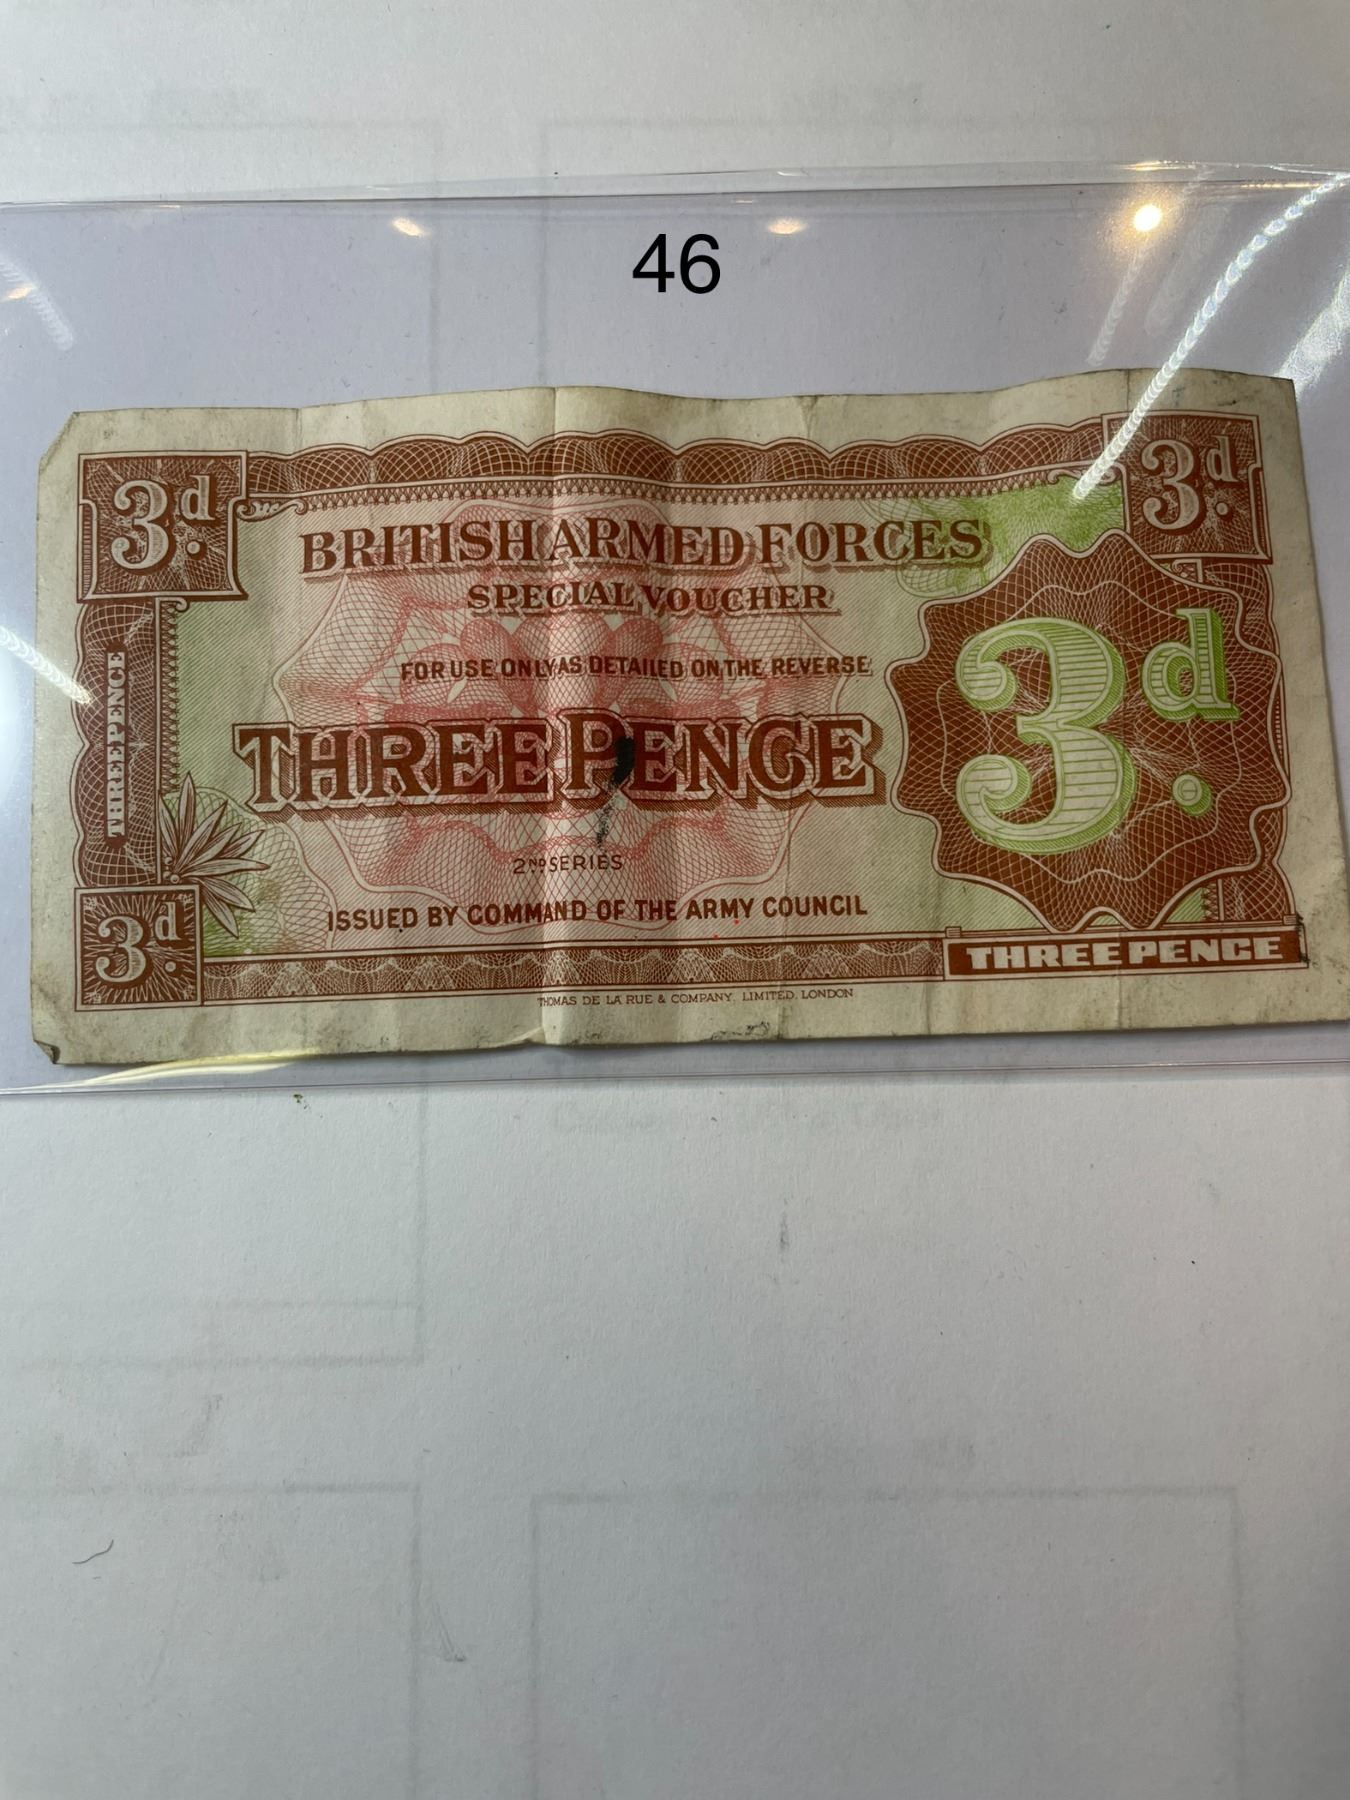 46
3d.
3d.
BRITISH ARMED FORCES
SPECIAL VOUCHER
FOR USE ONLY AS DETAILED ON THE REVERSE
THREE PENCE
3d.
THREE PENCE
2ND SERIES
ISSUED BY COMMAND OF THE ARMY COUNCIL
3d.
THREE PENCE
THOMAS DE LA RUE & COMPANY, LIMITED, LONDON